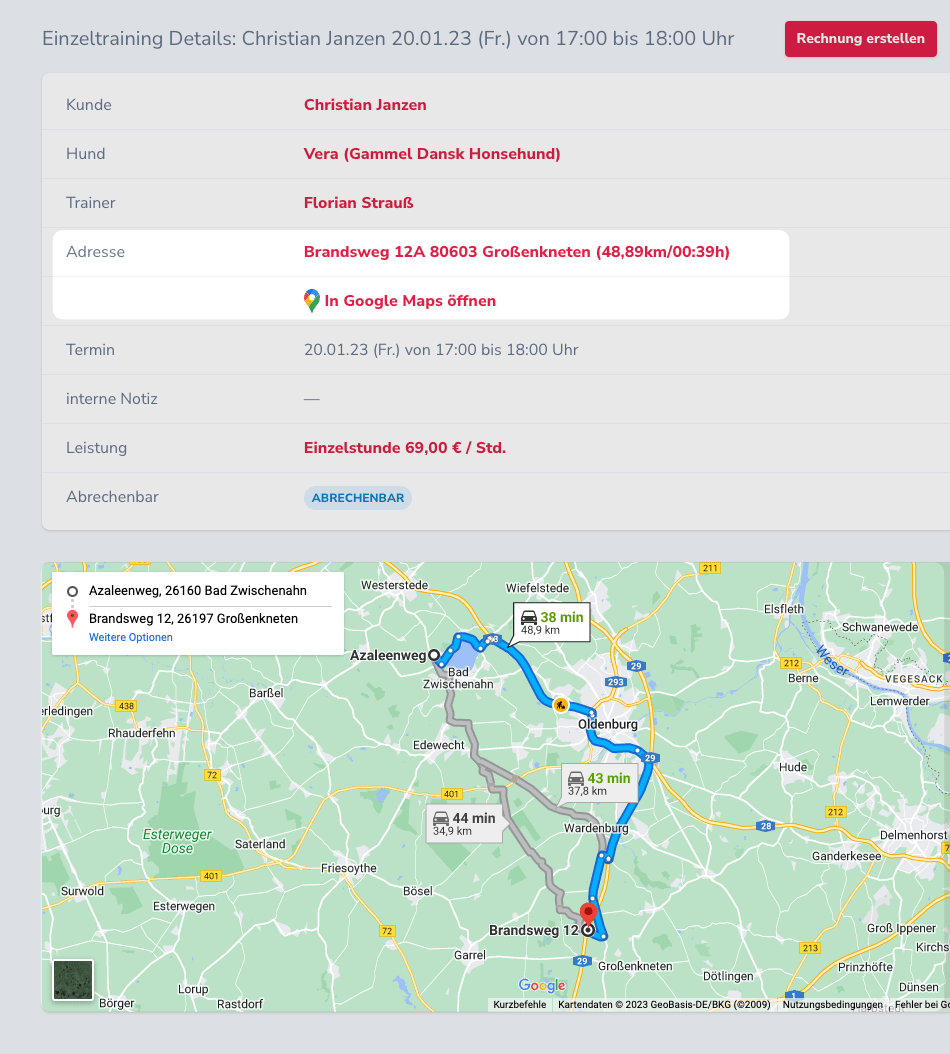 Einzeltraining Details: Christian Janzen 20.01.23 (Fr.) von 17:00 bis 18:00 Uhr
Rechnung erstellen
Kunde Christian Janzen
Hund Vera (Gammel Dansk Honsehund)
Trainer Florian Strauß
Adresse Brandsweg 12A 80603 Großenkneten (48,89km/00:39h)
In Google Maps öffnen
Termin 20.01.23 (Fr.) von 17:00 bis 18:00 Uhr
interne Notiz —
Leistung Einzelstunde 69,00 € / Std.
Abrechenbar ABRECHENBAR
Azaleenweg, 26160 Bad Zwischenahn
Brandsweg 12, 26197 Großenkneten
Weitere Optionen
211
Westerstede
Wiefelstede
38 min
48,9 km
Elsfleth
Schwanewede
Weser
Azaleenweg
Bad
Zwischenahn
29
293
212
Berne
VEGESACK
Lemwerder
Barßel
438
Rhauderfehn
Oldenburg
Edewecht
29
72
43 min
37,8 km
Hude
401
44 min
34,9 km
Wardenburg
28
212
Delmenhorst
Esterweger
Dose
Saterland
Ganderkesee
401
Friesoythe
Surwold
Bösel
Esterwegen
72
Brandsweg 12
Groß Ippener
Kirchs
213
Garrel
29
Großenkneten
Prinzhöfte
Dötlingen
Lorup
Dünsen
Börger
Rastdorf
1
Google
Kurzbefehle Kartendaten © 2023 GeoBasis-DE/BKG (©2009) Nutzungsbedingungen Fehler bei Go